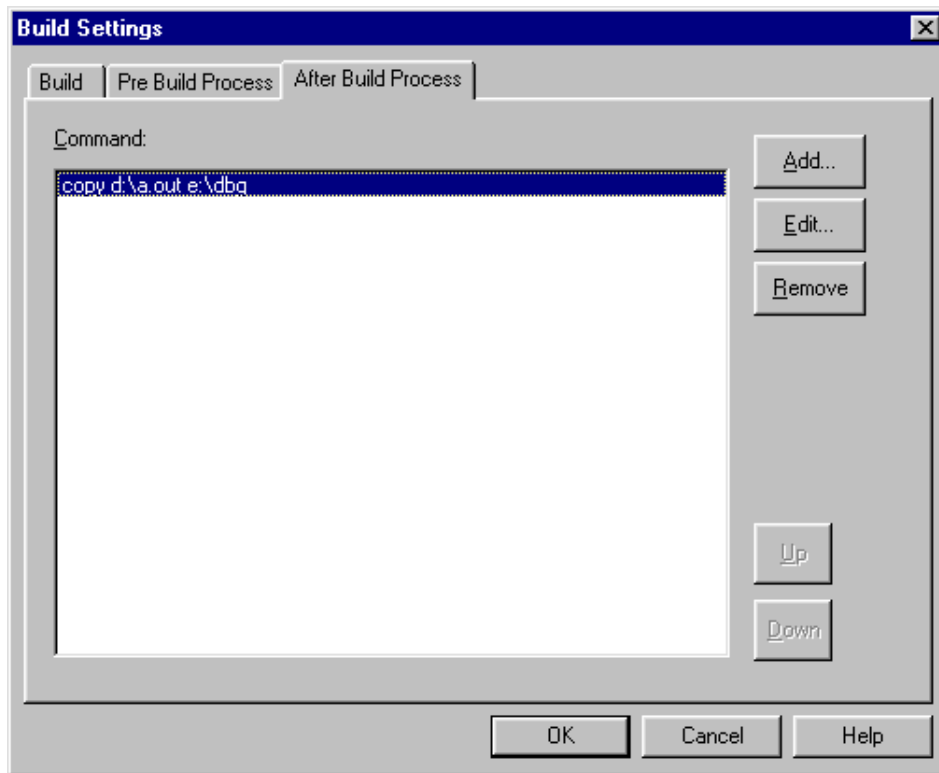 Build Settings
Build
Pre Build Process
After Build Process
Command:
Add...
copy d:\a.out e:\dbg
Edit...
Remove
Up
Down
OK
Cancel
Help